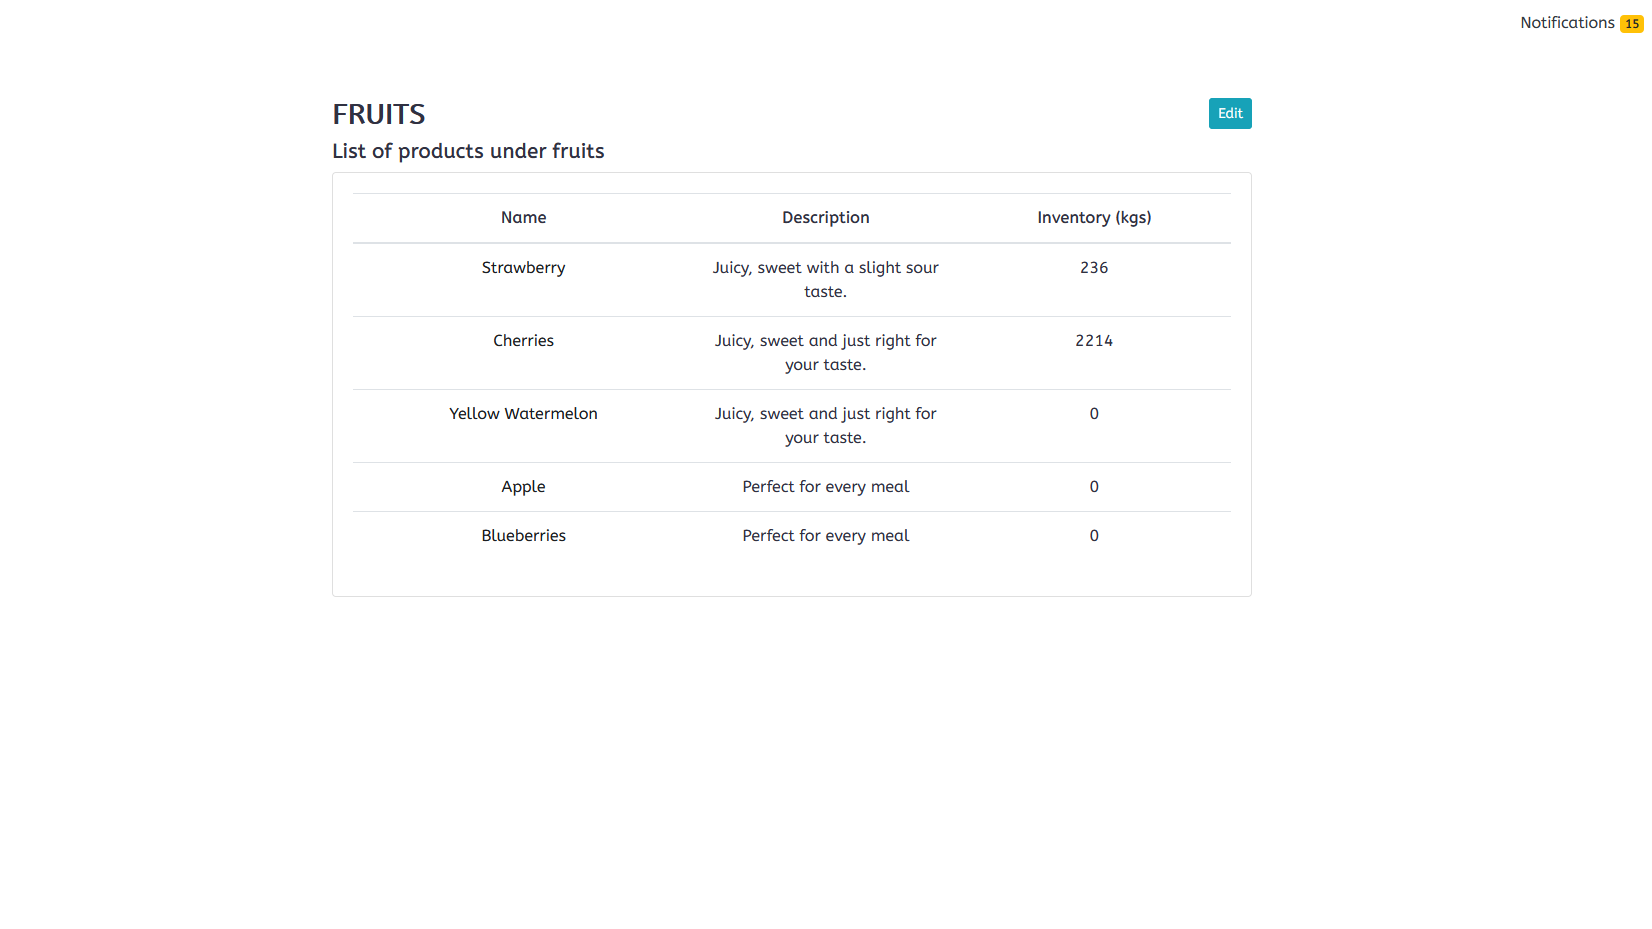 Notifications 15
FRUITS Edit
List of products under fruits
Name Description Inventory (kgs)
Strawberry Juicy, sweet with a slight sour 236
taste.
Cherries Juicy, sweet and just right for 2214
your taste.
Yellow Watermelon Juicy, sweet and just right for 0
your taste.
Apple Perfect for every meal 0
Blueberries Perfect for every meal 0